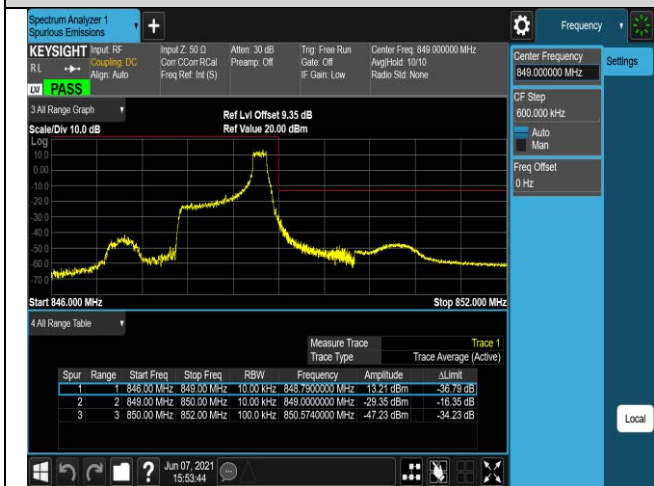 Spectrum Analyzer 1
Spurious Emissions
Frequency
KEYSIGHT
RL
Input: RF
Coupling: DC
Align: Auto
Input Z: 50 Ω
Corr CCorr RCal
Freq Ref: Int (S)
Atten: 30 dB
Preamp: Off
Trig: Free Run
Gate: Off
IF Gain: Low
Center Freq: 849.000000 MHz
Avg|Hold: 10/10
Radio Std: None
PASS
Center Frequency
849.000000 MHz
Settings
CF Step
600.000 kHz
Auto
Man
Freq Offset
0 Hz
3 All Range Graph
Ref Lvl Offset 9.35 dB
Scale/Div 10.0 dB
Ref Value 20.00 dBm
Log
10.0
0.00
-10.0
-20.0
-30.0
-40.0
-50.0
-60.0
-70.0
Start 846.000 MHz
Stop 852.000 MHz
4 All Range Table
Measure Trace Trace 1
Trace Type Trace Average (Active)
Spur Range Start Freq Stop Freq RBW Frequency Amplitude ΔLimit
1 1 846.00 MHz 849.00 MHz 10.00 kHz 848.7900000 MHz 13.21 dBm -36.79 dB
2 2 849.00 MHz 850.00 MHz 10.00 kHz 849.0000000 MHz -29.35 dBm -16.35 dB
3 3 850.00 MHz 852.00 MHz 100.0 kHz 850.5740000 MHz -47.23 dBm -34.23 dB
Local
?
Jun 07, 2021
15:53:44